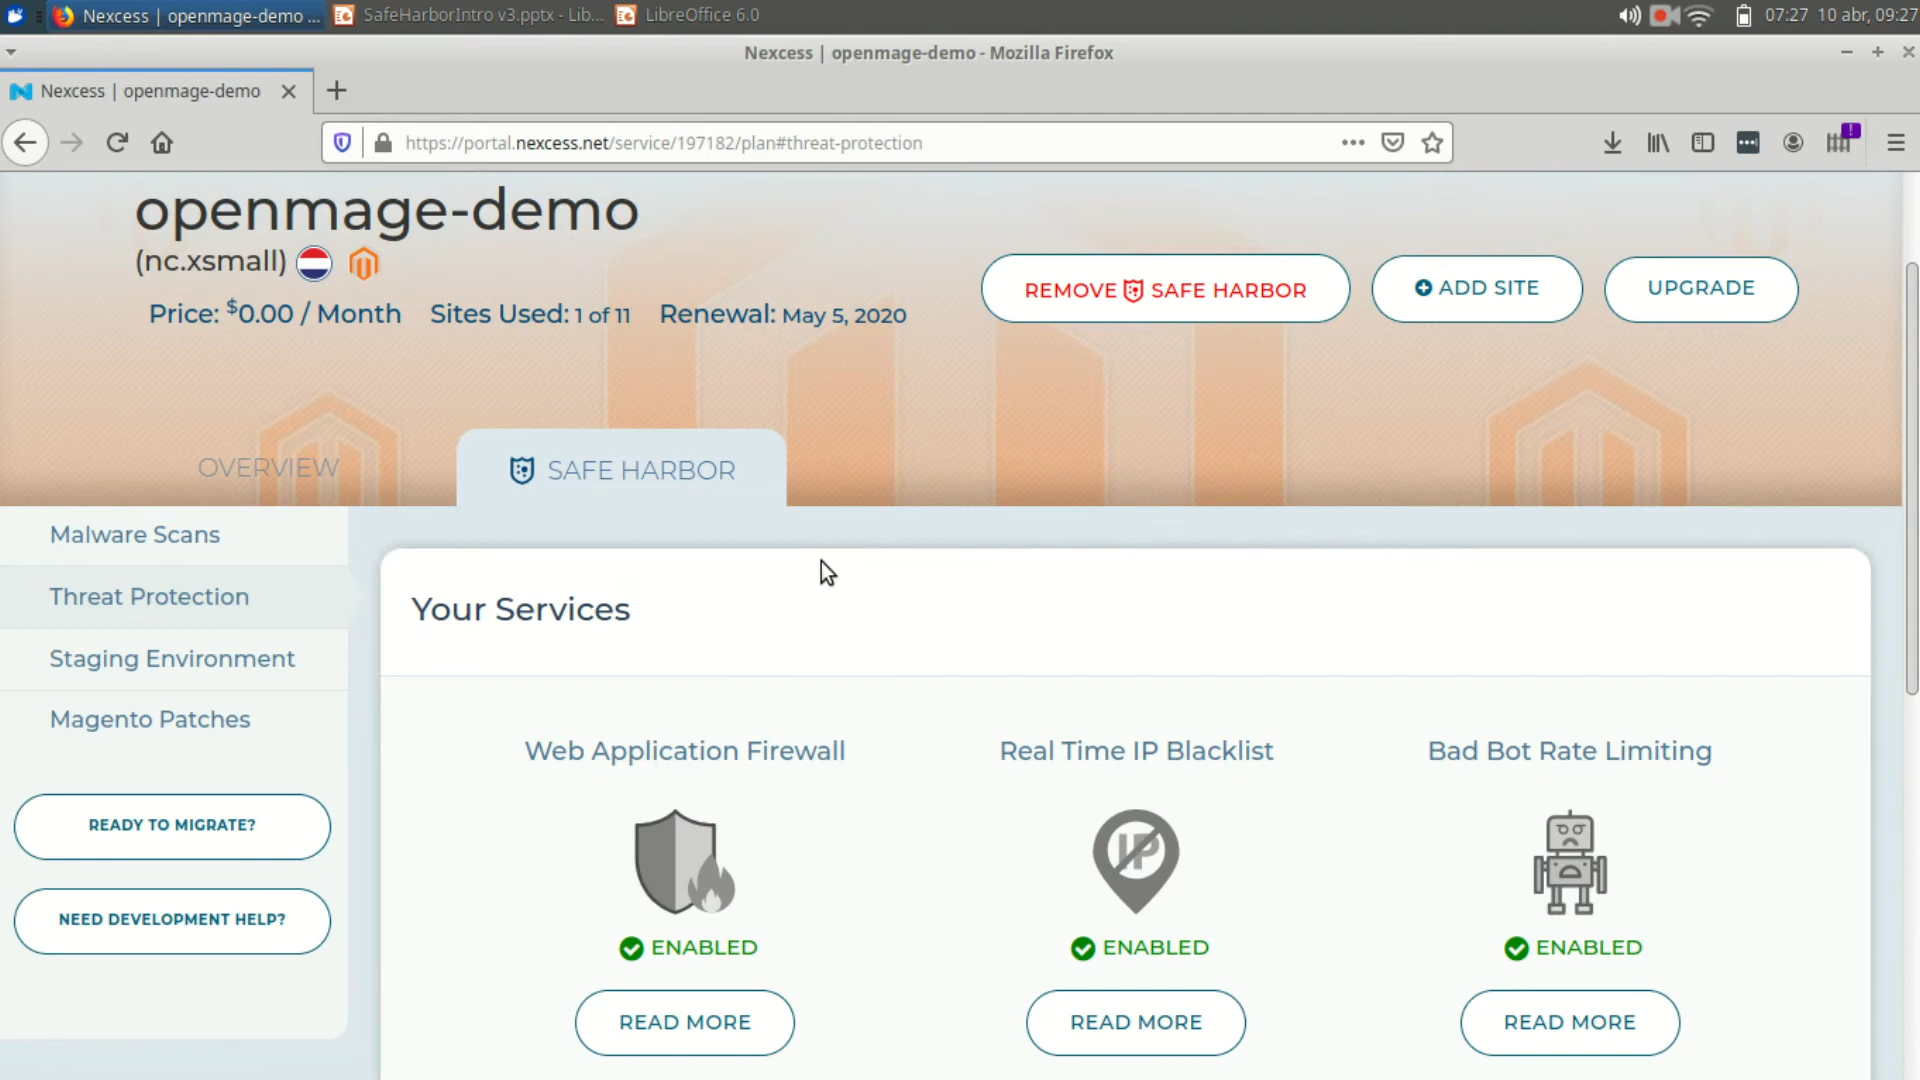 Nexcess | openmage-demo ...
SafeHarborIntro v3.pptx - Lib...
LibreOffice 6.0
07:27 10 abr, 09:27
Nexcess | openmage-demo - Mozilla Firefox
Nexcess | openmage-demo
https://portal.nexcess.net/service/197182/plan#threat-protection
openmage-demo
(nc.xsmall)
Price: $0.00 / Month Sites Used: 1 of 11 Renewal: May 5, 2020
REMOVE SAFE HARBOR
ADD SITE
UPGRADE
OVERVIEW
SAFE HARBOR
Malware Scans
Threat Protection
Staging Environment
Magento Patches
READY TO MIGRATE?
NEED DEVELOPMENT HELP?
Your Services
Web Application Firewall
Real Time IP Blacklist
Bad Bot Rate Limiting
IP
ENABLED
ENABLED
ENABLED
READ MORE
READ MORE
READ MORE